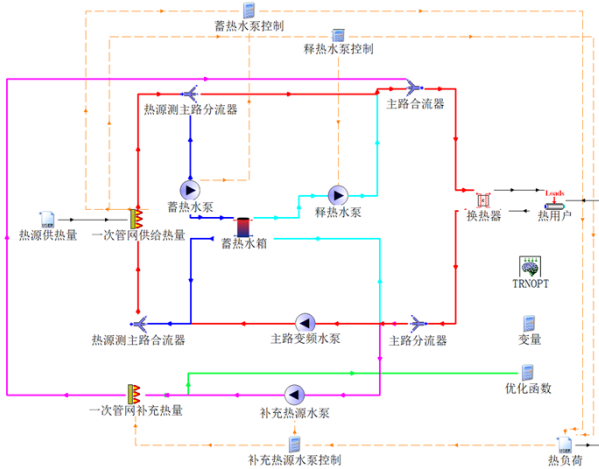 蓄热水泵控制
释热水泵控制
热源测主路分流器
主路合流器
Loads
蓄热水泵
释热水泵
换热器
热用户
热源供热量
一次管网供给热量
蓄热水箱
TRNOPT
热源测主路合流器
主路变频水泵
主路分流器
变量
优化函数
一次管网补充热量
补充热源水泵
补充热源水泵控制
热负荷